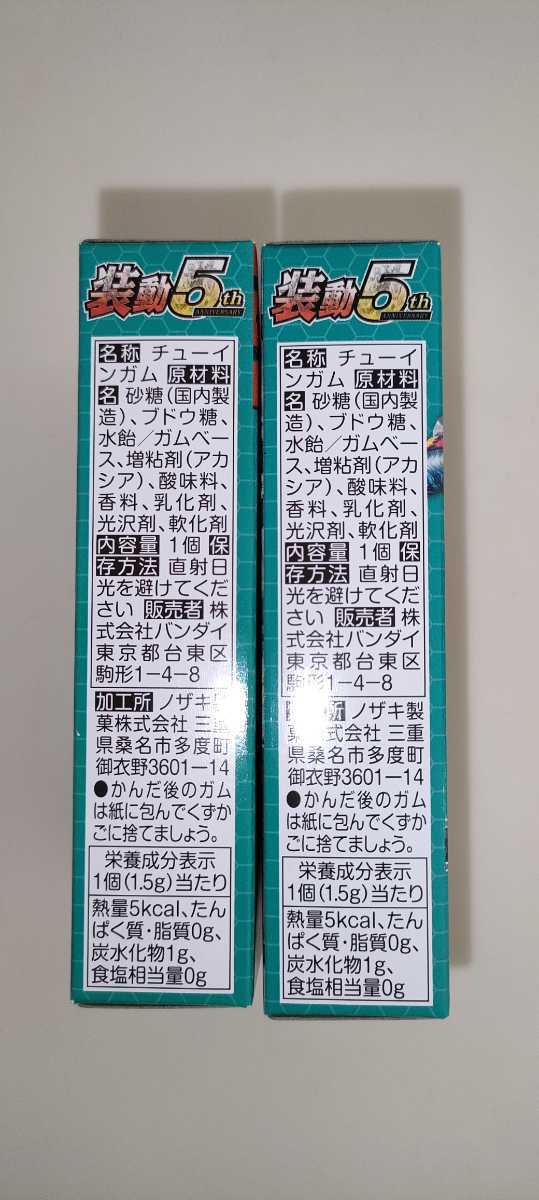 装動5th
ANNIVERSARY
名称 チューイ
ンガム 原材料
名 砂糖(国内製
造)、ブドウ糖、
水飴/ガムベー
ス、増粘剤(アカ
シア)、酸味料、
香料、乳化剤、
光沢剤、軟化剤
内容量 1個 保
存方法 直射日
光を避けてくだ
さい 販売者 株
式会社バンダイ
東京都台東区
駒形1-4-8
加工所 ノザキ製
菓株式会社 三重
県桑名市多度町
御衣野3601-14
●かんだ後のガム
は紙に包んでくずか
ごに捨てましょう。
栄養成分表示
1個(1.5g)当たり
熱量5kcal、たん
ぱく質・脂質0g、
炭水化物1g、
食塩相当量0g
装動5th
ANNIVERSARY
名称 チューイ
ンガム 原材料
名 砂糖(国内製
造)、ブドウ糖、
水飴/ガムベー
ス、増粘剤(アカ
シア)、酸味料、
香料、乳化剤、
光沢剤、軟化剤
内容量 1個 保
存方法 直射日
光を避けてくだ
さい 販売者 株
式会社バンダイ
東京都台東区
駒形1-4-8
所 ノザキ製
菓株式会社 三重
県桑名市多度町
御衣野3601-14
●かんだ後のガム
は紙に包んでくずか
ごに捨てましょう。
栄養成分表示
1個(1.5g)当たり
熱量5kcal、たん
ぱく質・脂質0g、
炭水化物1g、
食塩相当量0g